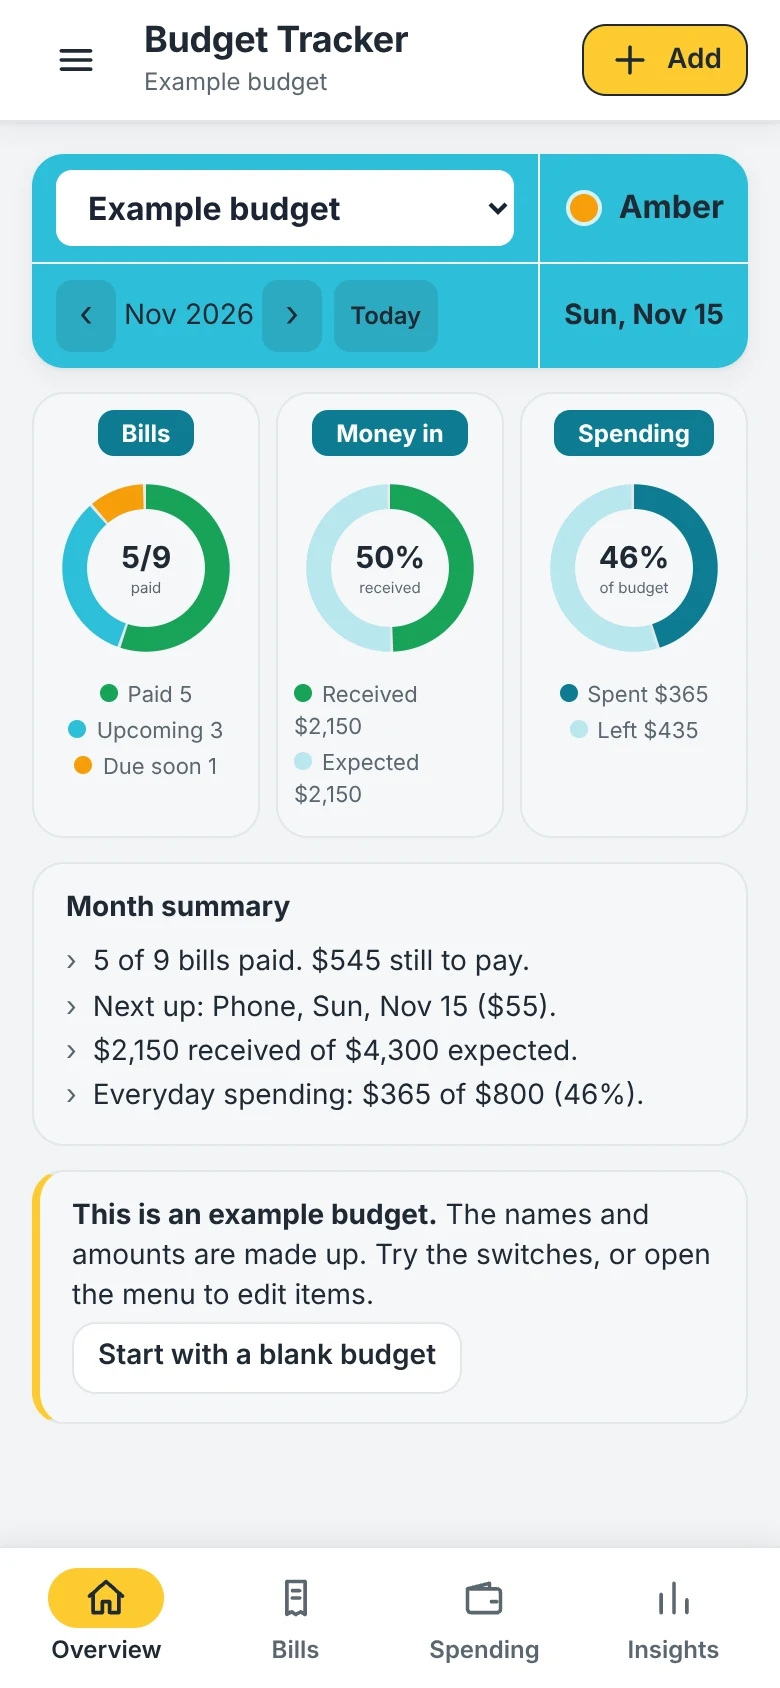 Budget Tracker
Example budget
Add
Example budget
Amber
Nov 2026
Today
Sun, Nov 15
Bills
5/9
paid
Paid 5
Upcoming 3
Due soon 1
Money in
50%
received
Received
$2,150
Expected
$2,150
Spending
46%
of budget
Spent $365
Left $435
Month summary
› 5 of 9 bills paid. $545 still to pay.
› Next up: Phone, Sun, Nov 15 ($55).
› $2,150 received of $4,300 expected.
› Everyday spending: $365 of $800 (46%).
This is an example budget. The names and
amounts are made up. Try the switches, or open
the menu to edit items.
Start with a blank budget
Overview
Bills
Spending
Insights